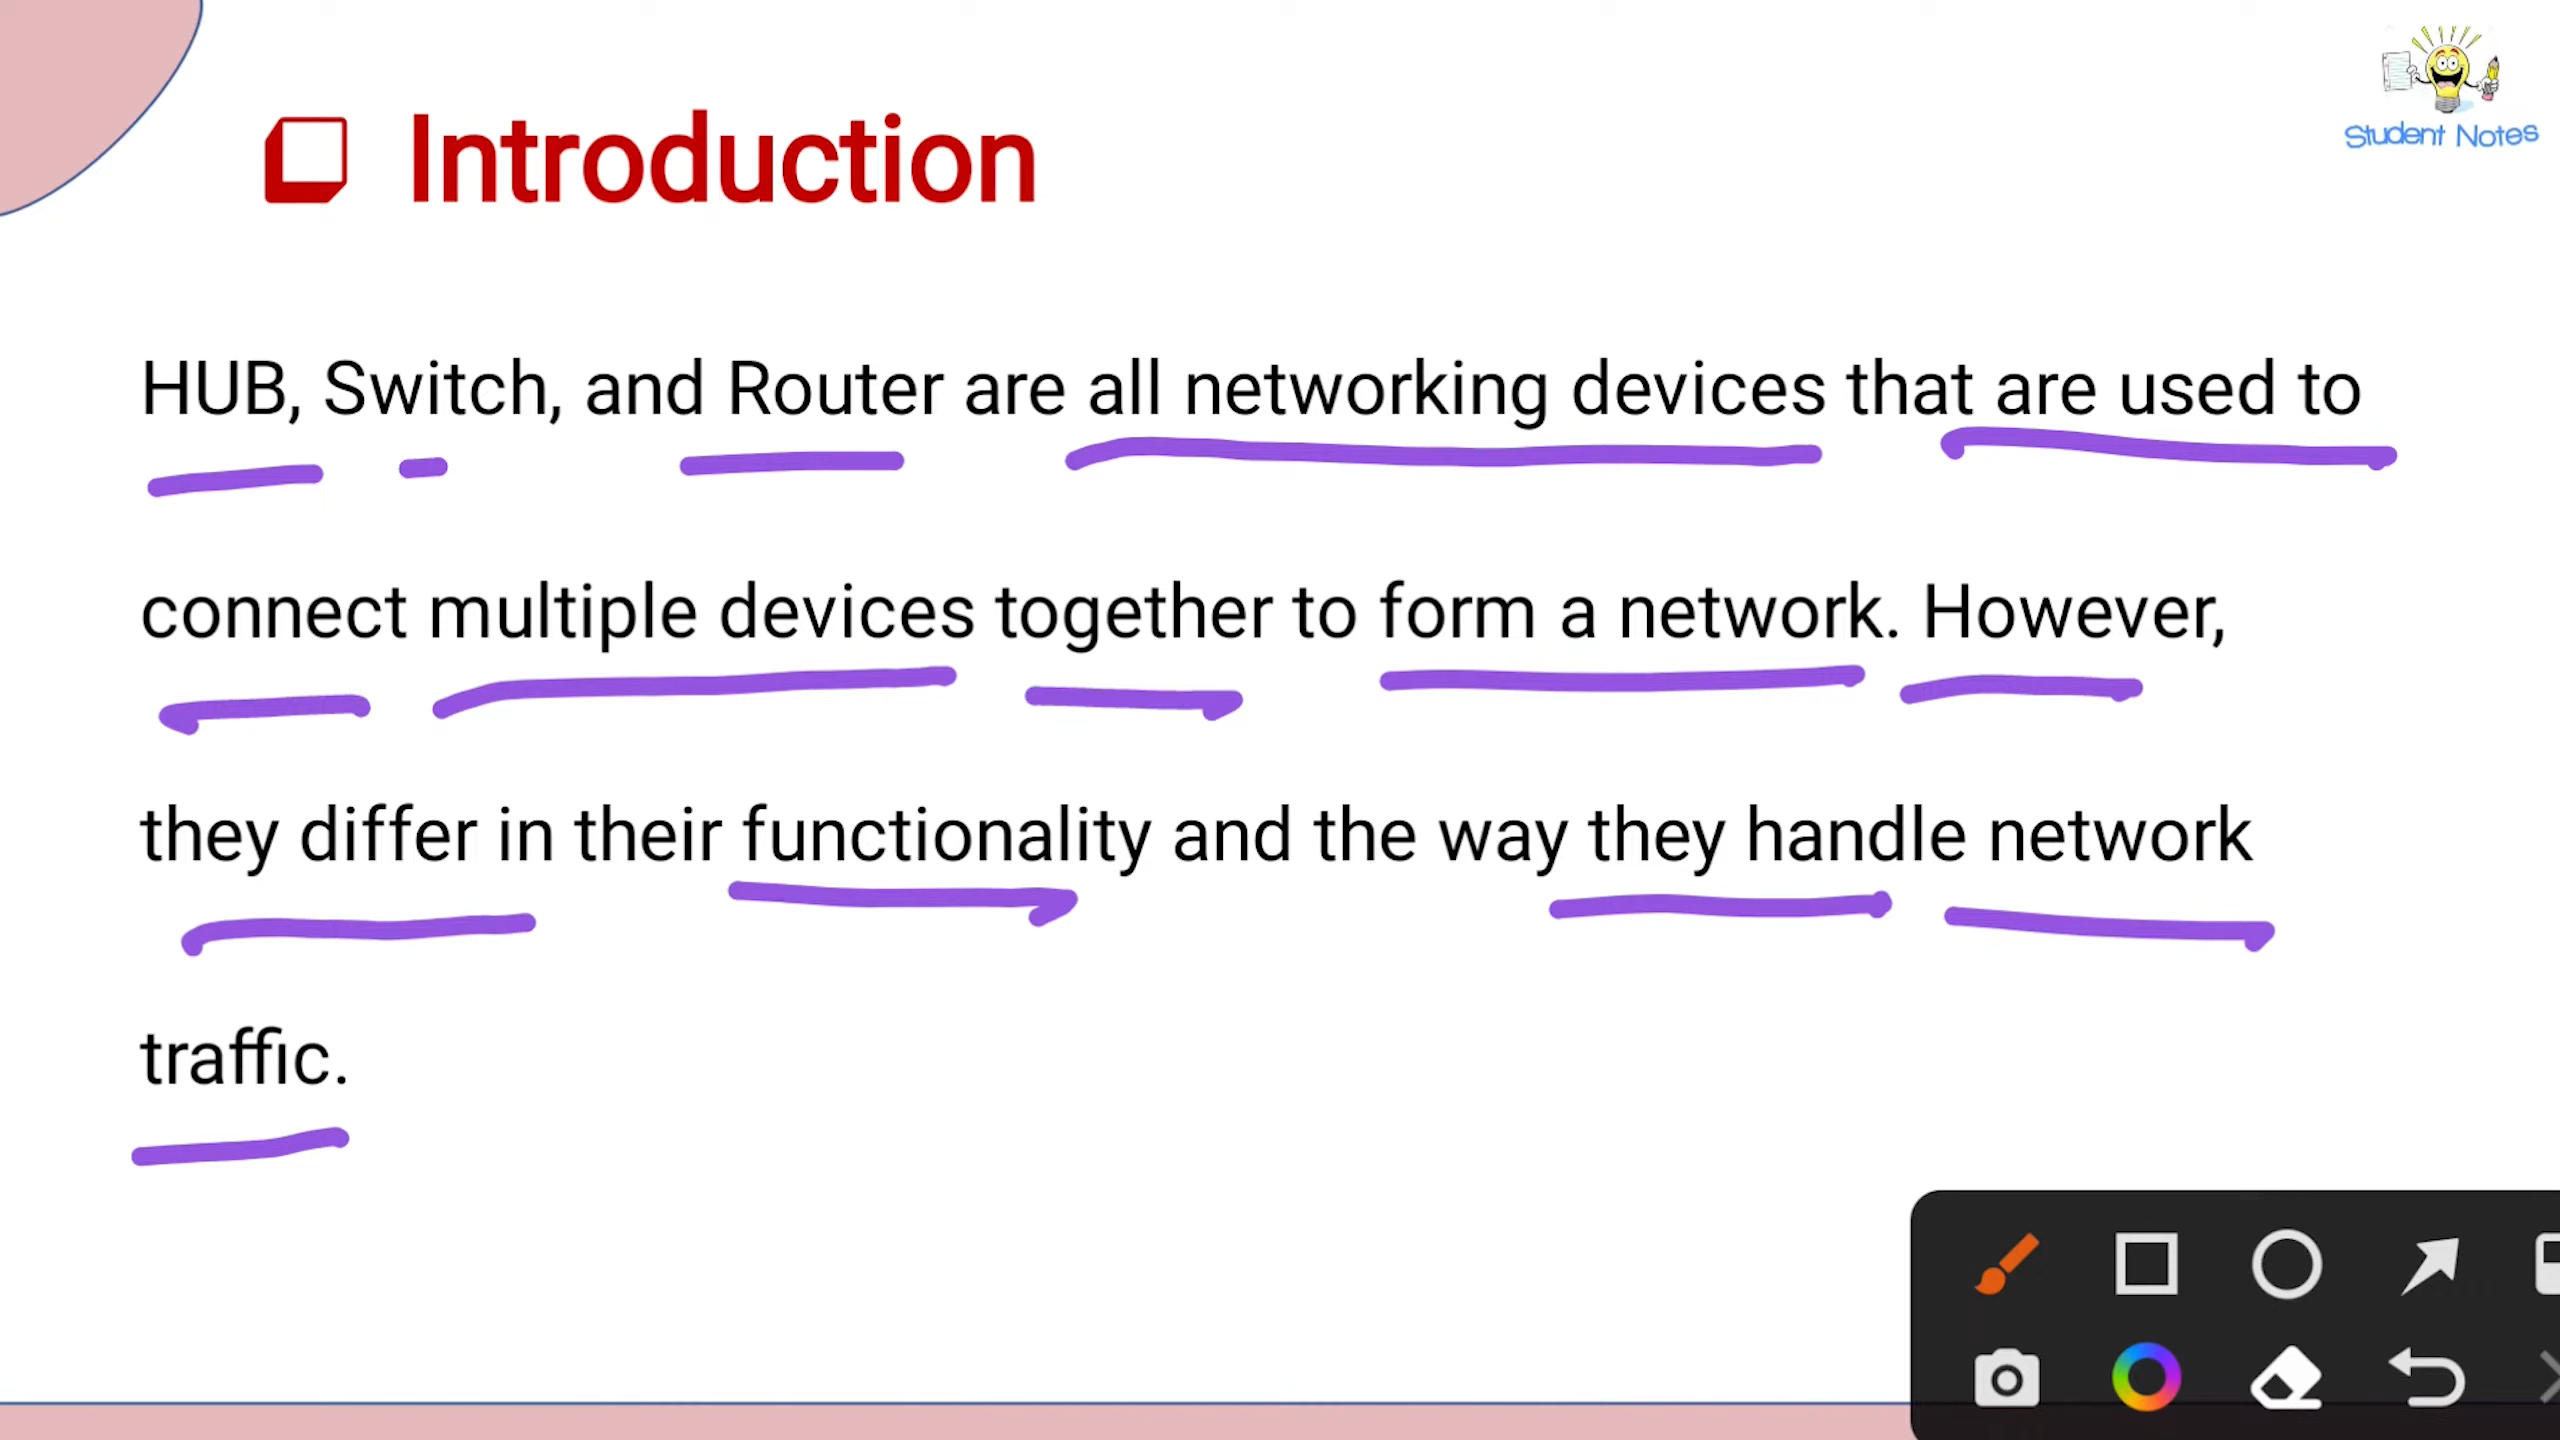 Student Notes
Introduction
HUB, Switch, and Router are all networking devices that are used to
connect multiple devices together to form a network. However,
they differ in their functionality and the way they handle network
traffic.